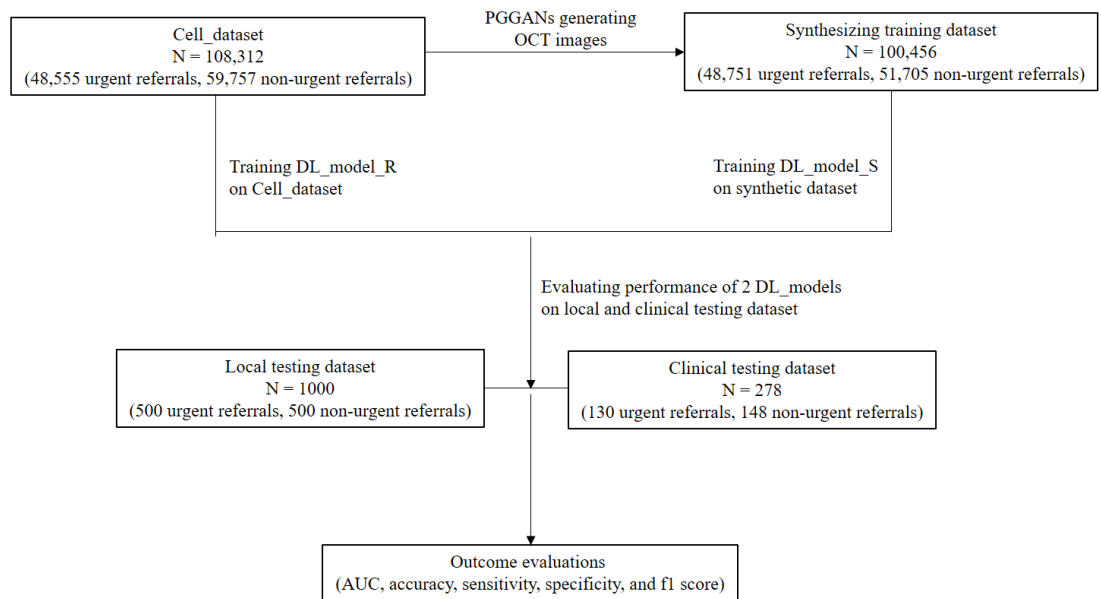 Cell_dataset
N = 108,312
(48,555 urgent referrals, 59,757 non-urgent referrals)
PGGANs generating
OCT images
Synthesizing training dataset
N = 100,456
(48,751 urgent referrals, 51,705 non-urgent referrals)
Training DL_model_R
on Cell_dataset
Training DL_model_S
on synthetic dataset
Evaluating performance of 2 DL_models
on local and clinical testing dataset
Local testing dataset
N = 1000
(500 urgent referrals, 500 non-urgent referrals)
Clinical testing dataset
N = 278
(130 urgent referrals, 148 non-urgent referrals)
Outcome evaluations
(AUC, accuracy, sensitivity, specificity, and f1 score)